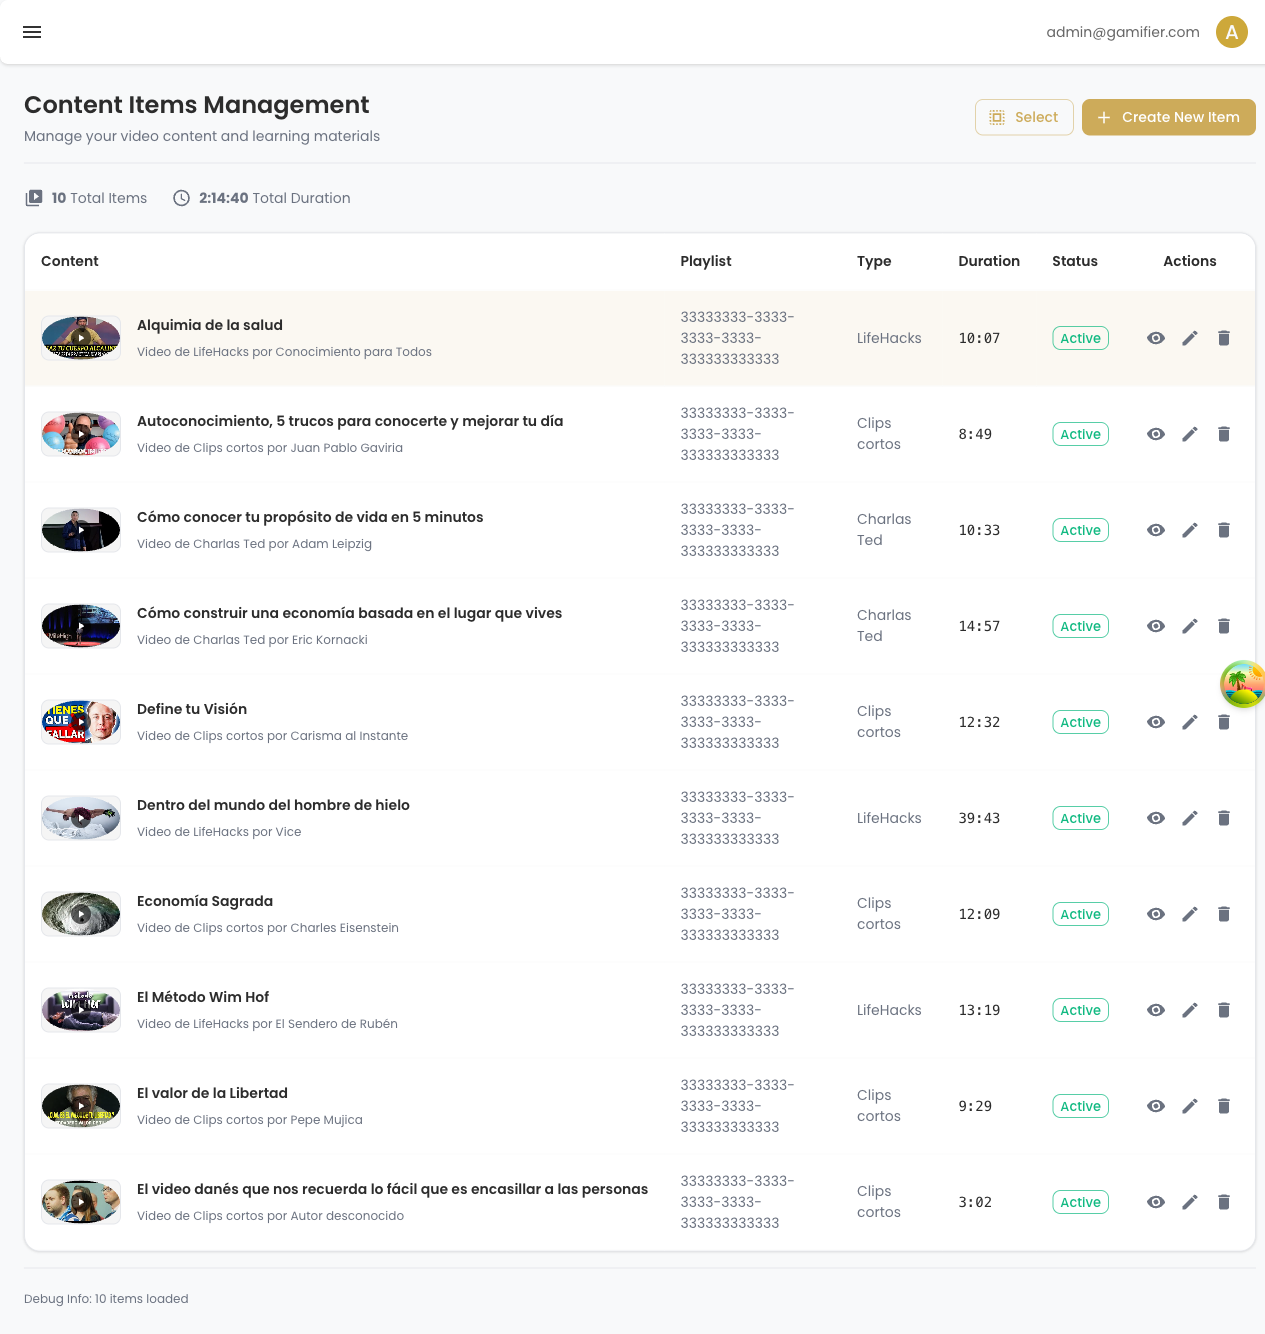 admin@gamifier.com
A
Content Items Management
Manage your video content and learning materials
Select
Create New Item
10 Total Items
2:14:40 Total Duration
Content
Playlist
Type
Duration
Status
Actions
Alquimia de la salud
Video de LifeHacks por Conocimiento para Todos
33333333-3333-
3333-3333-
333333333333
LifeHacks
10:07
Active
Autoconocimiento, 5 trucos para conocerte y mejorar tu día
Video de Clips cortos por Juan Pablo Gaviria
33333333-3333-
3333-3333-
333333333333
Clips
cortos
8:49
Active
Cómo conocer tu propósito de vida en 5 minutos
Video de Charlas Ted por Adam Leipzig
33333333-3333-
3333-3333-
333333333333
Charlas
Ted
10:33
Active
Cómo construir una economía basada en el lugar que vives
Video de Charlas Ted por Eric Kornacki
33333333-3333-
3333-3333-
333333333333
Charlas
Ted
14:57
Active
TIENES
QUE
FALLAR
Define tu Visión
Video de Clips cortos por Carisma al Instante
33333333-3333-
3333-3333-
333333333333
Clips
cortos
12:32
Active
Dentro del mundo del hombre de hielo
Video de LifeHacks por Vice
33333333-3333-
3333-3333-
333333333333
LifeHacks
39:43
Active
Economía Sagrada
Video de Clips cortos por Charles Eisenstein
33333333-3333-
3333-3333-
333333333333
Clips
cortos
12:09
Active
El Método Wim Hof
Video de LifeHacks por El Sendero de Rubén
33333333-3333-
3333-3333-
333333333333
LifeHacks
13:19
Active
El valor de la Libertad
Video de Clips cortos por Pepe Mujica
33333333-3333-
3333-3333-
333333333333
Clips
cortos
9:29
Active
El video danés que nos recuerda lo fácil que es encasillar a las personas
Video de Clips cortos por Autor desconocido
33333333-3333-
3333-3333-
333333333333
Clips
cortos
3:02
Active
Debug Info: 10 items loaded